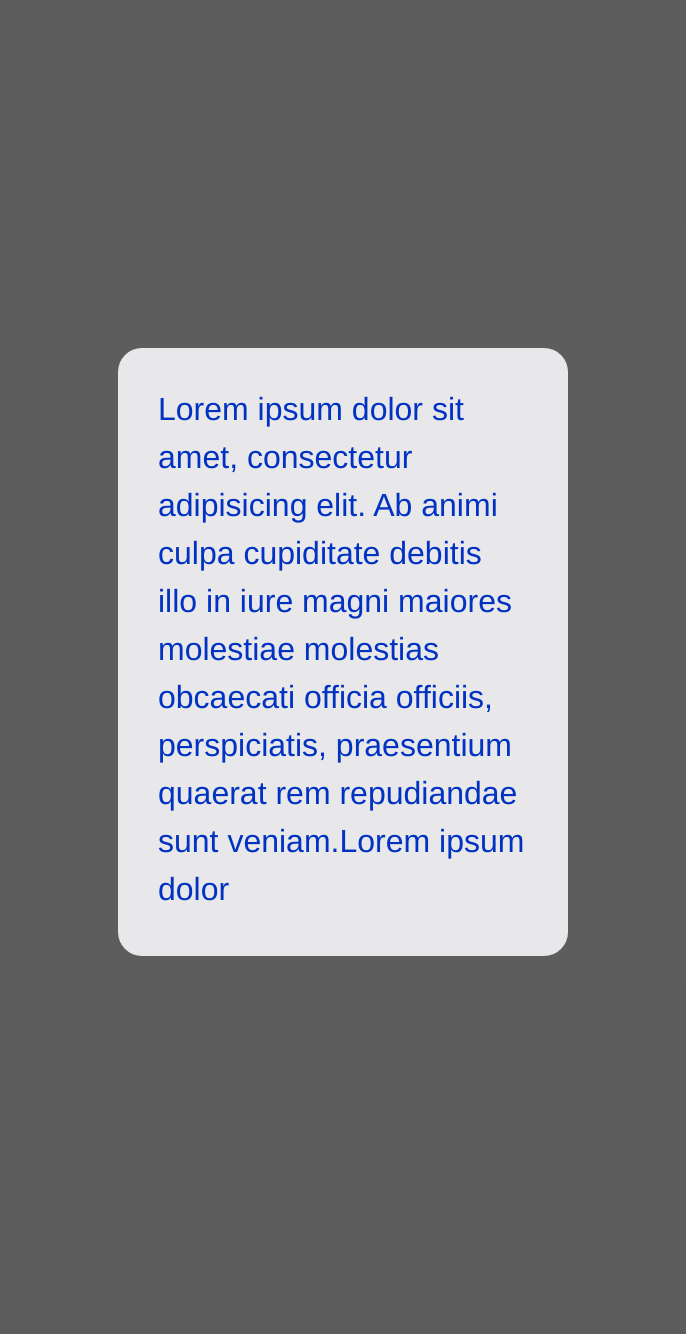 Lorem ipsum dolor sit
amet, consectetur
adipisicing elit. Ab animi
culpa cupiditate debitis
illo in iure magni maiores
molestiae molestias
obcaecati officia officiis,
perspiciatis, praesentium
quaerat rem repudiandae
sunt veniam.Lorem ipsum
dolor